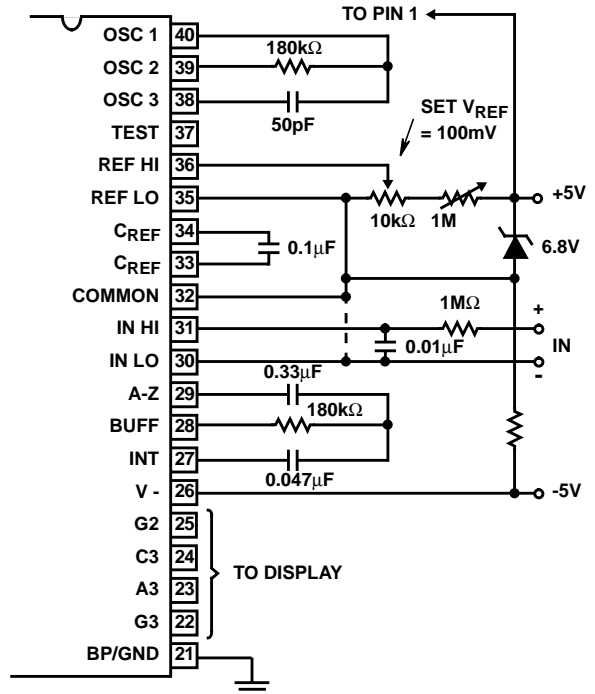 TO PIN 1
OSC 1 40
180kΩ
OSC 2 39
OSC 3 38
50pF
SET VREF
= 100mV
TEST 37
REF HI 36
REF LO 35
+5V
10kΩ 1M
CREF 34
0.1μF
6.8V
CREF 33
COMMON 32
1MΩ
IN HI 31
+
0.01μF
IN
IN LO 30
-
0.33μF
A-Z 29
180kΩ
BUFF 28
INT 27
0.047μF
V - 26
-5V
G2 25
C3 24
TO DISPLAY
A3 23
G3 22
BP/GND 21